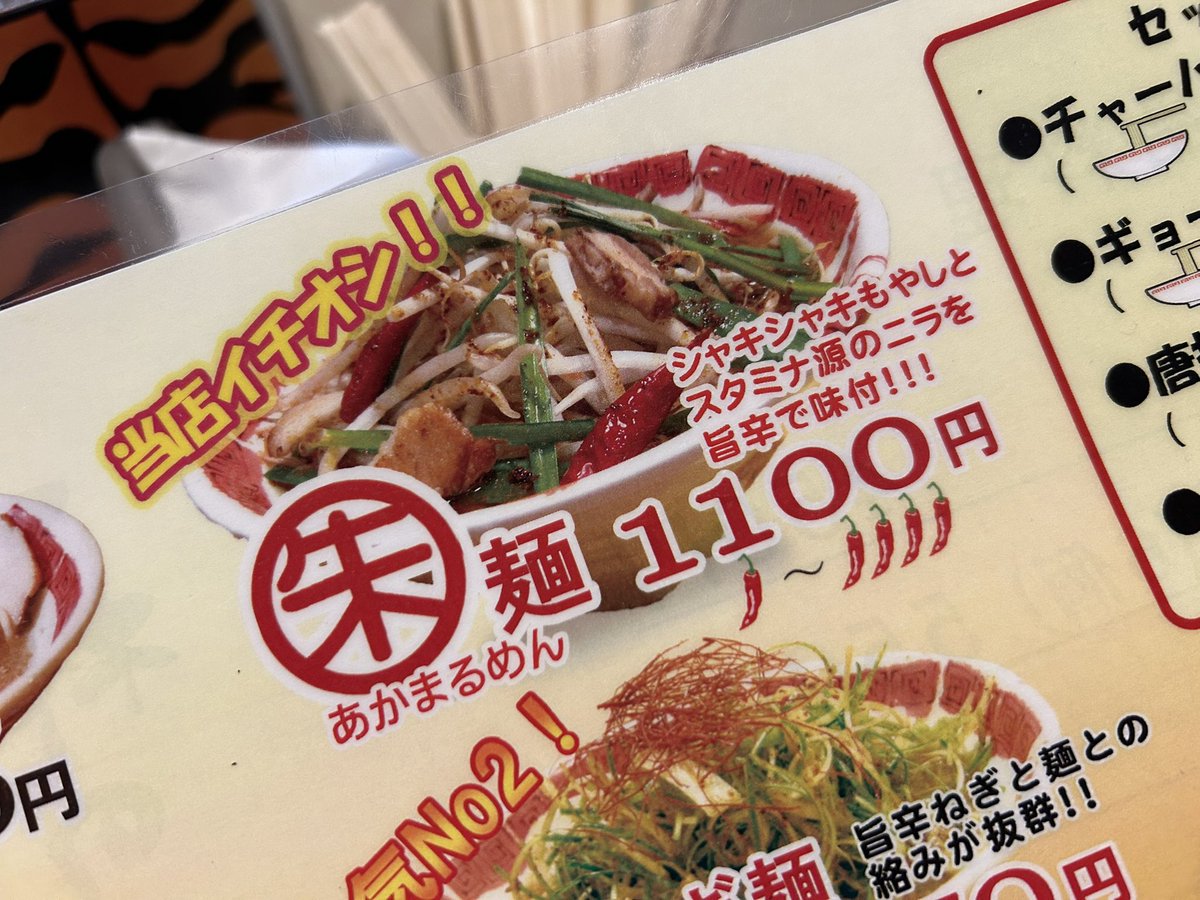 当店イチオシ!!
シャキシャキもやしと
スタミナ源のニラを
旨辛で味付!!!
朱麺 1100円
～
あかまるめん
気No2!
旨辛ねぎと麺との
絡みが抜群!!
麺
円
円
セッ
●チャーハ
(
●ギョー
(
●唐
(
●